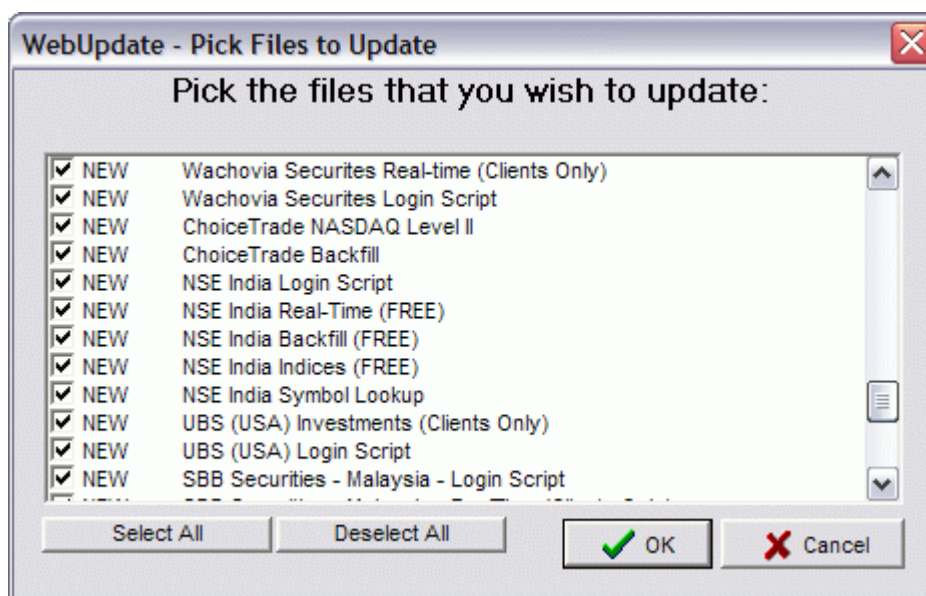 WebUpdate - Pick Files to Update
Pick the files that you wish to update:
NEW Wachovia Securites Real-time (Clients Only)
NEW Wachovia Securites Login Script
NEW ChoiceTrade NASDAQ Level II
NEW ChoiceTrade Backfill
NEW NSE India Login Script
NEW NSE India Real-Time (FREE)
NEW NSE India Backfill (FREE)
NEW NSE India Indices (FREE)
NEW NSE India Symbol Lookup
NEW UBS (USA) Investments (Clients Only)
NEW UBS (USA) Login Script
NEW SBB Securities - Malaysia - Login Script
Select All Deselect All OK Cancel